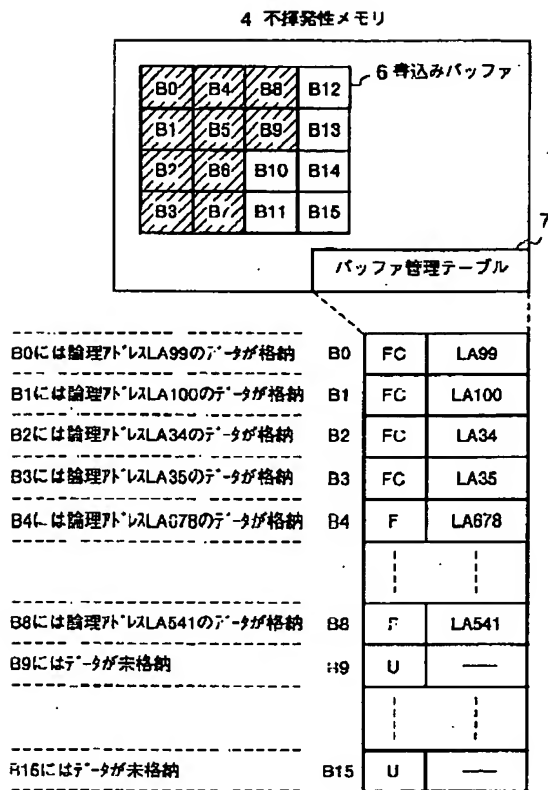 4 不揮発性メモリ
6 書込みバッファ
B0 B4 B8 B12
B1 B5 B9 B13
B2 B6 B10 B14
B3 B7 B11 B15
7
バッファ管理テーブル
B0には論理アドレスLA99のデータが格納 B0 FC LA99
B1には論理アドレスLA100のデータが格納 B1 FC LA100
B2には論理アドレスLA34のデータが格納 B2 FC LA34
B3には論理アドレスLA35のデータが格納 B3 FC LA35
B4には論理アドレスLA678のデータが格納 B4 F LA678
B8には論理アドレスLA541のデータが格納 B8 F LA541
B9にはデータが未格納 B9 U ―
B15にはデータが未格納 B15 U ―